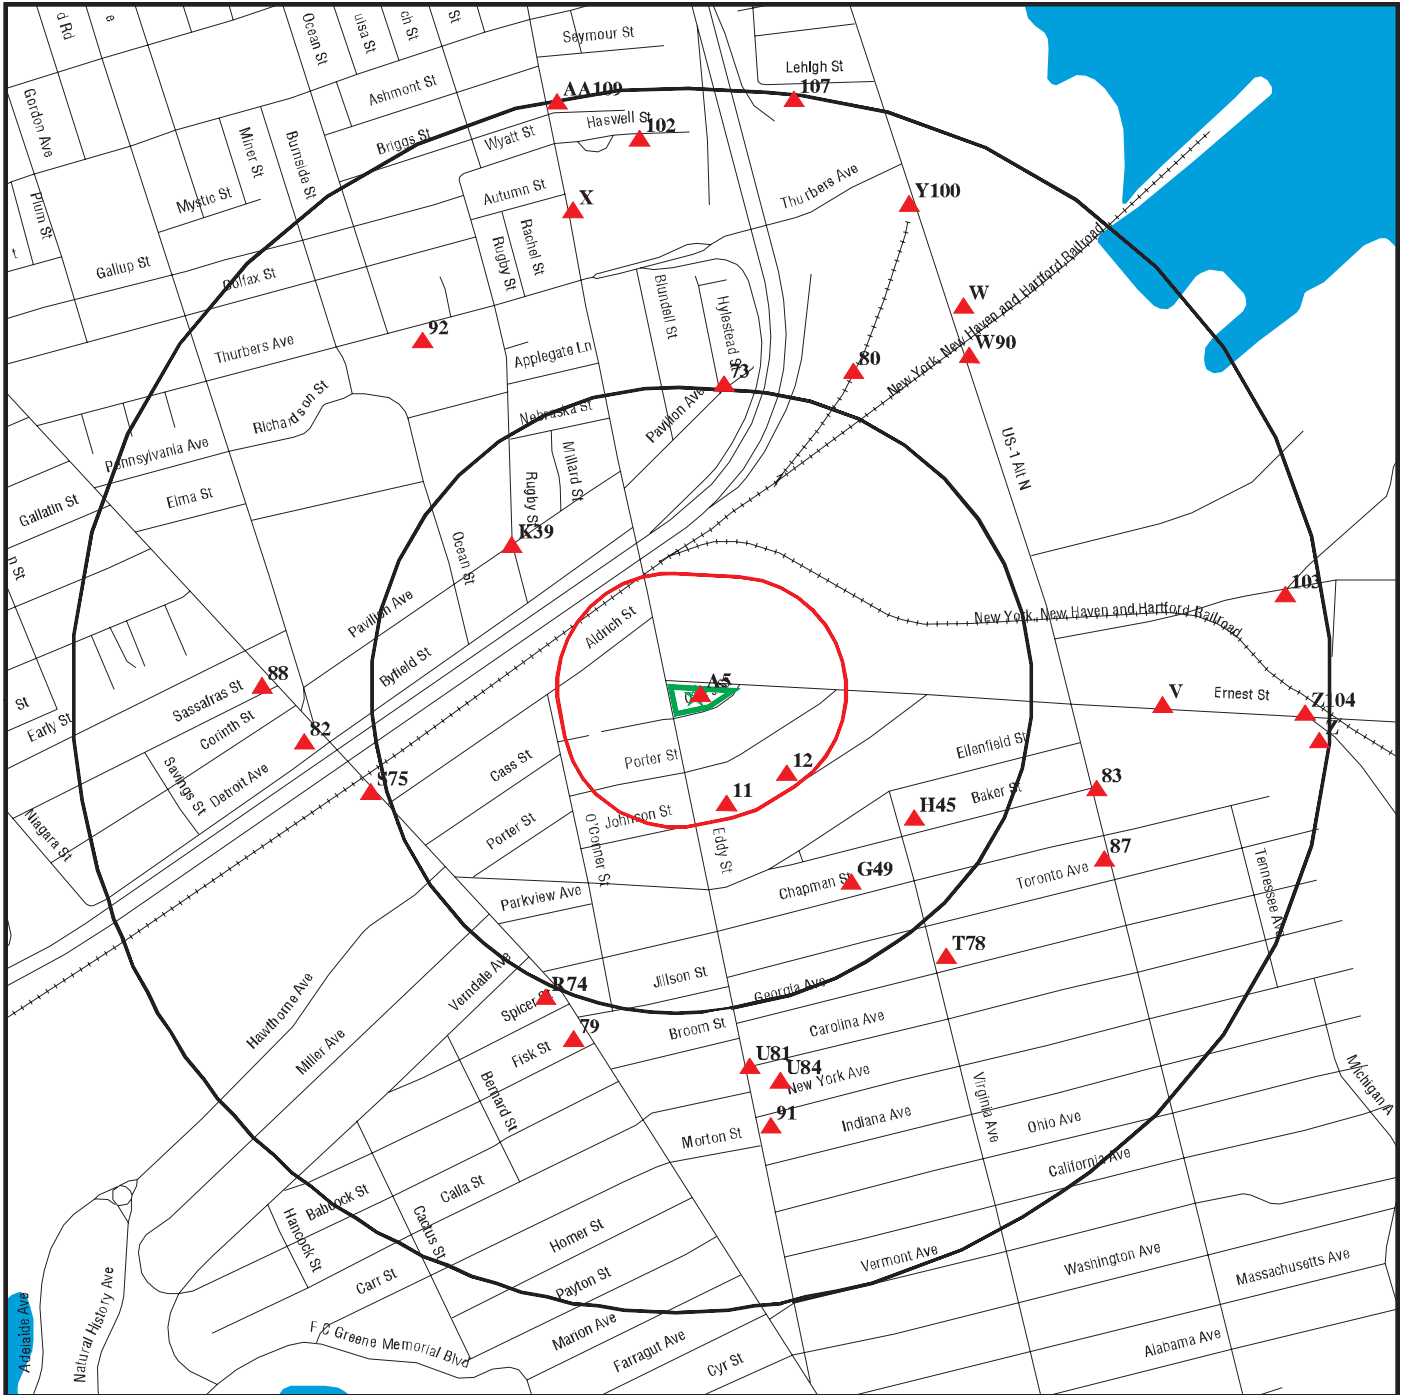 d Rd
e
Ocean St
uisa St
ch St
St
Seymour St
Lehigh St
Gordon Ave
Ashmont St
AA109
107
Miner St
Burnside St
Briggs St
Wyatt St
Haswell St
102
Plum St
Mystic St
Autumn St
X
Thurbers Ave
Y100
t
Gallup St
Colfax St
Rugby St
Rachel St
New York, New Haven and Hartford Railroad
W
Blundell St
Hylestead St
Thurbers Ave
92
Applegate Ln
73
80
W90
Richardson St
Nebraska St
Pavilion Ave
Pennsylvania Ave
US-1 Alt N
Gallatin St
Elma St
Rugby St
Millard St
n St
Ocean St
K39
103
Pavilion Ave
Aldrich St
New York, New Haven and Hartford Railroad
Byfield St
88
Sassafras St
A5
V
Ernest St
Z104
Z
St
Early St
Corinth St
82
Porter St
Ellenfield St
Savings St
Detroit Ave
S75
Cass St
12
83
Niagara St
11
H45
Baker St
Porter St
Johnson St
O'Conner St
Eddy St
87
Tennessee Ave
Parkview Ave
Chapman St
G49
Toronto Ave
T78
Verndale Ave
Jillson St
Georgia Ave
Hawthorne Ave
Spicer St
R74
Miller Ave
Fisk St
79
Broom St
Carolina Ave
U81
U84
New York Ave
Bernard St
91
Virginia Ave
Michigan A
Morton St
Indiana Ave
Ohio Ave
California Ave
Babcock St
Calla St
Hancock St
Cactus St
Homer St
Vermont Ave
Washington Ave
Massachusetts Ave
Carr St
Payton St
Adelaide Ave
Natural History Ave
F C Greene Memorial Blvd
Marion Ave
Farragut Ave
Cyr St
Alabama Ave